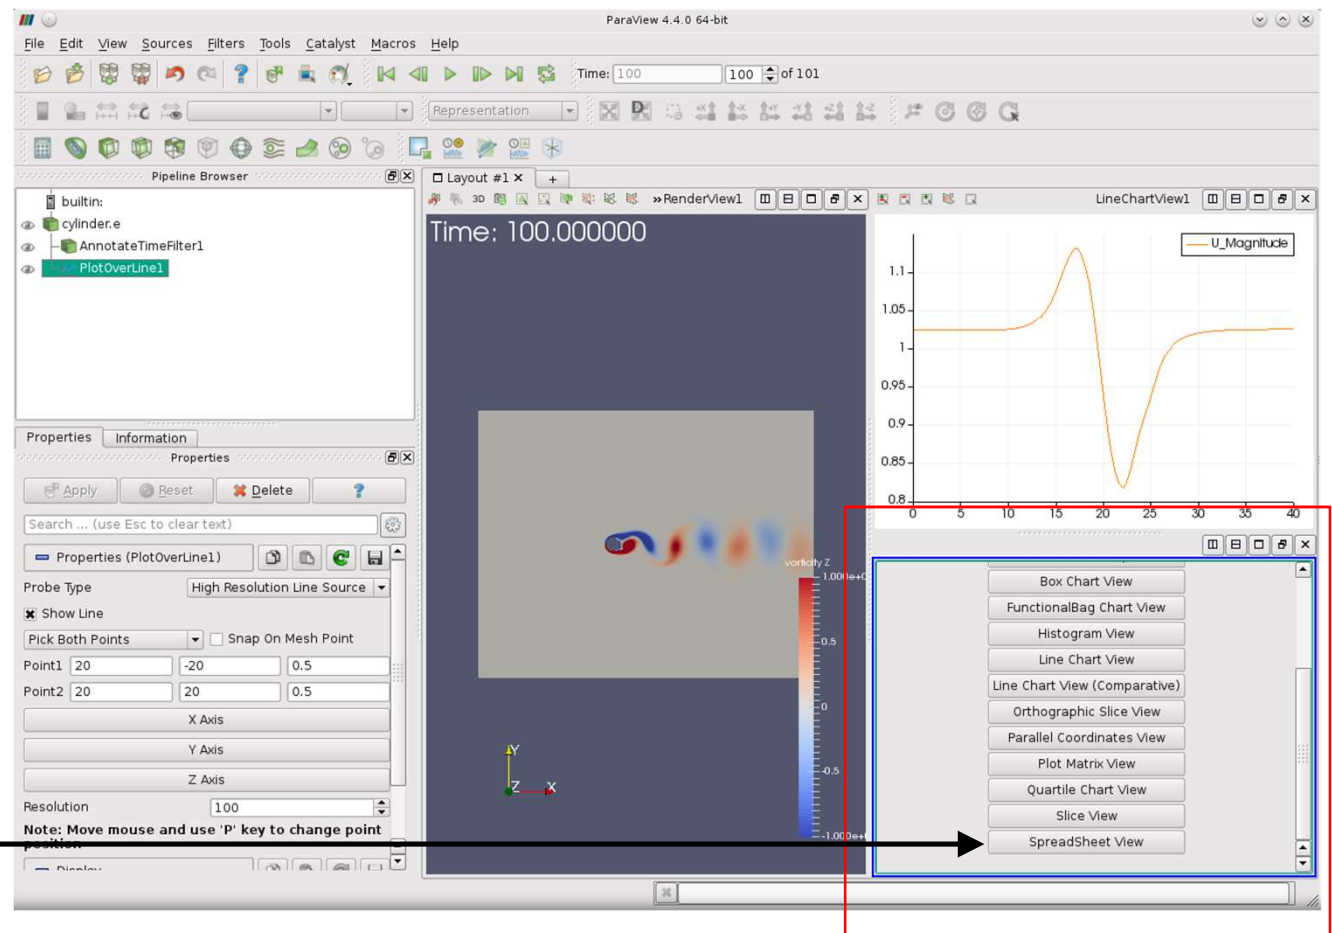 ParaView 4.4.0 64-bit
File Edit View Sources Filters Tools Catalyst Macros Help
Time: 100 100 of 101
Representation
Pipeline Browser
builtin:
cylinder.e
AnnotateTimeFilter1
PlotOverLine1
Properties Information
Properties
Apply Reset Delete ?
Search ... (use Esc to clear text)
Properties (PlotOverLine1)
Probe Type High Resolution Line Source
Show Line
Pick Both Points Snap On Mesh Point
Point1 20 -20 0.5
Point2 20 20 0.5
X Axis
Y Axis
Z Axis
Resolution 100
Note: Move mouse and use 'P' key to change point
position
Display
Layout #1 +
3D » RenderView1
Time: 100.000000
vorticity Z
1.000e+0
0.5
0
-0.5
-1.000e+
Y
Z X
LineChartView1
U_Magnitude
1.1
1.05
1
0.95
0.9
0.85
0.8
0 5 10 15 20 25 30 35 40
Box Chart View
FunctionalBag Chart View
Histogram View
Line Chart View
Line Chart View (Comparative)
Orthographic Slice View
Parallel Coordinates View
Plot Matrix View
Quartile Chart View
Slice View
SpreadSheet View